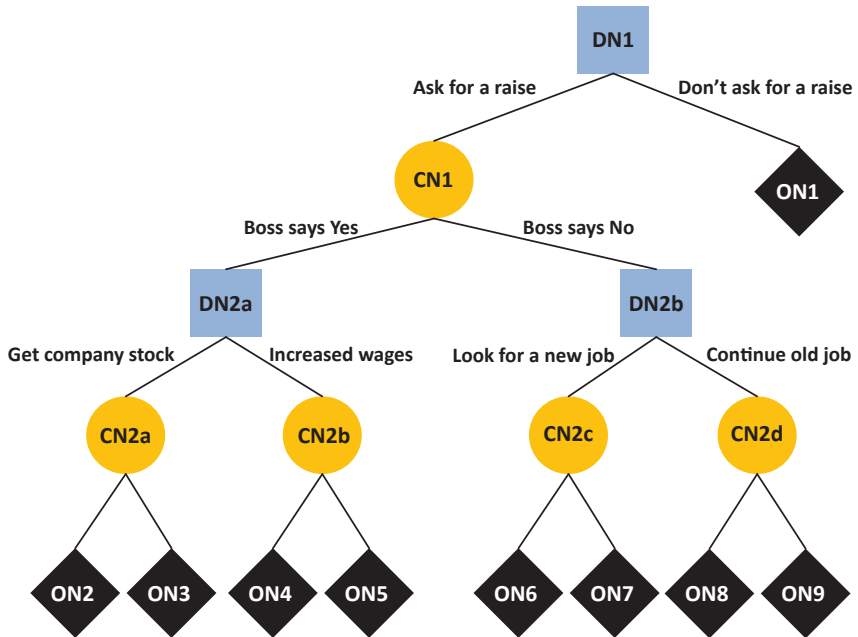 DN1
Ask for a raise
Don’t ask for a raise
CN1
ON1
Boss says Yes
Boss says No
DN2a
DN2b
Get company stock
Increased wages
Look for a new job
Continue old job
CN2a
CN2b
CN2c
CN2d
ON2
ON3
ON4
ON5
ON6
ON7
ON8
ON9